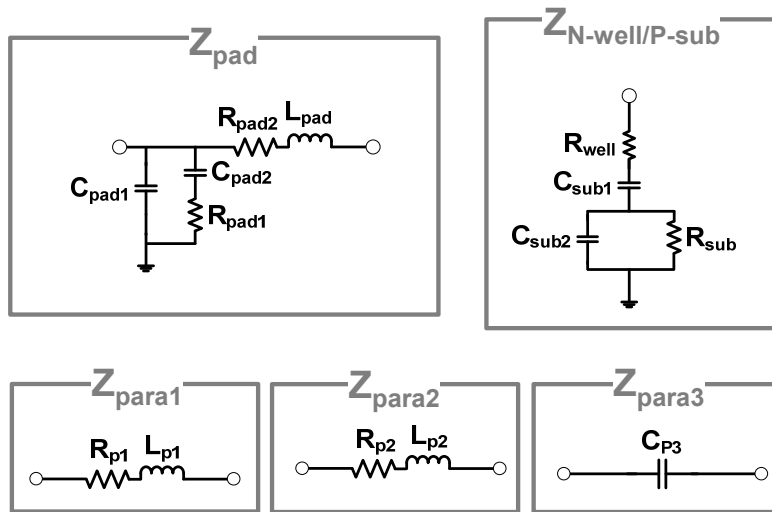 Zpad
Rpad2
Lpad
Cpad1
Cpad2
Rpad1
ZN-well/P-sub
Rwell
Csub1
Csub2
Rsub
Zpara1
Rp1
Lp1
Zpara2
Rp2
Lp2
Zpara3
CP3